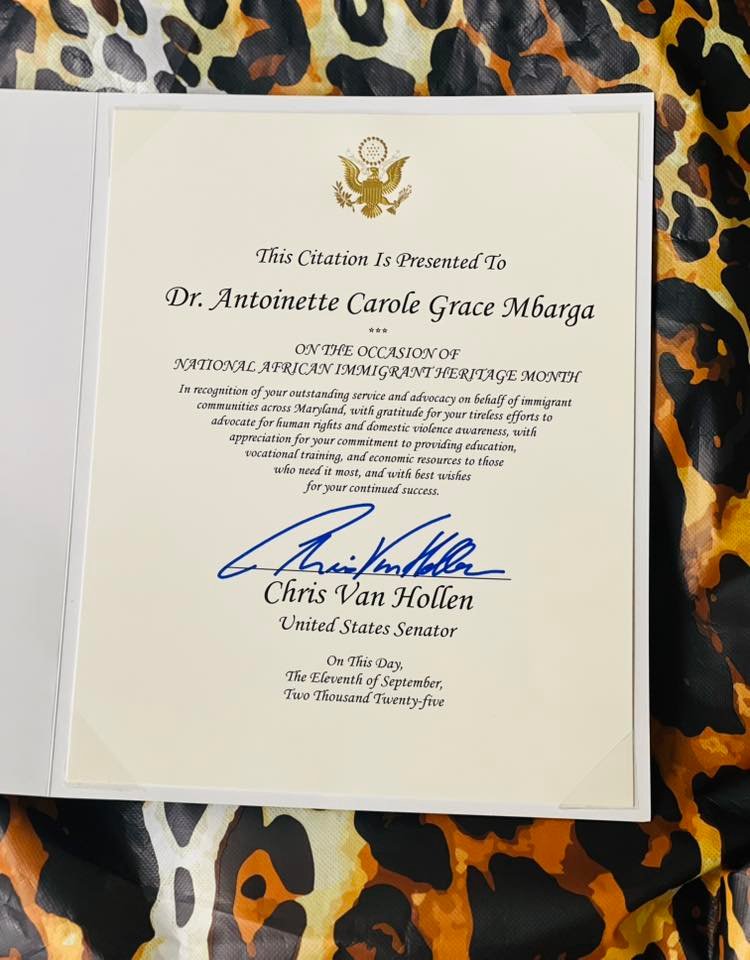 This Citation Is Presented To
Dr. Antoinette Carole Grace Mbarga
***
ON THE OCCASION OF
NATIONAL AFRICAN IMMIGRANT HERITAGE MONTH
In recognition of your outstanding service and advocacy on behalf of immigrant
communities across Maryland, with gratitude for your tireless efforts to
advocate for human rights and domestic violence awareness, with
appreciation for your commitment to providing education,
vocational training, and economic resources to those
who need it most, and with best wishes
for your continued success.
Chris Van Hollen
Chris Van Hollen
United States Senator
On This Day,
The Eleventh of September,
Two Thousand Twenty-five